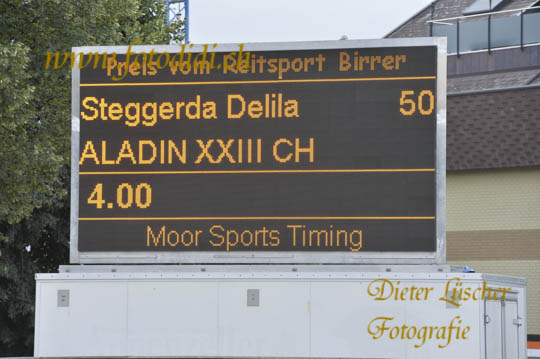 www.fotodidi.ch
Preis vom Reitsport Birrer
Steggerda Delila 50
ALADIN XXIII CH
4.00
Moor Sports Timing
Dieter Lüscher
Fotografie